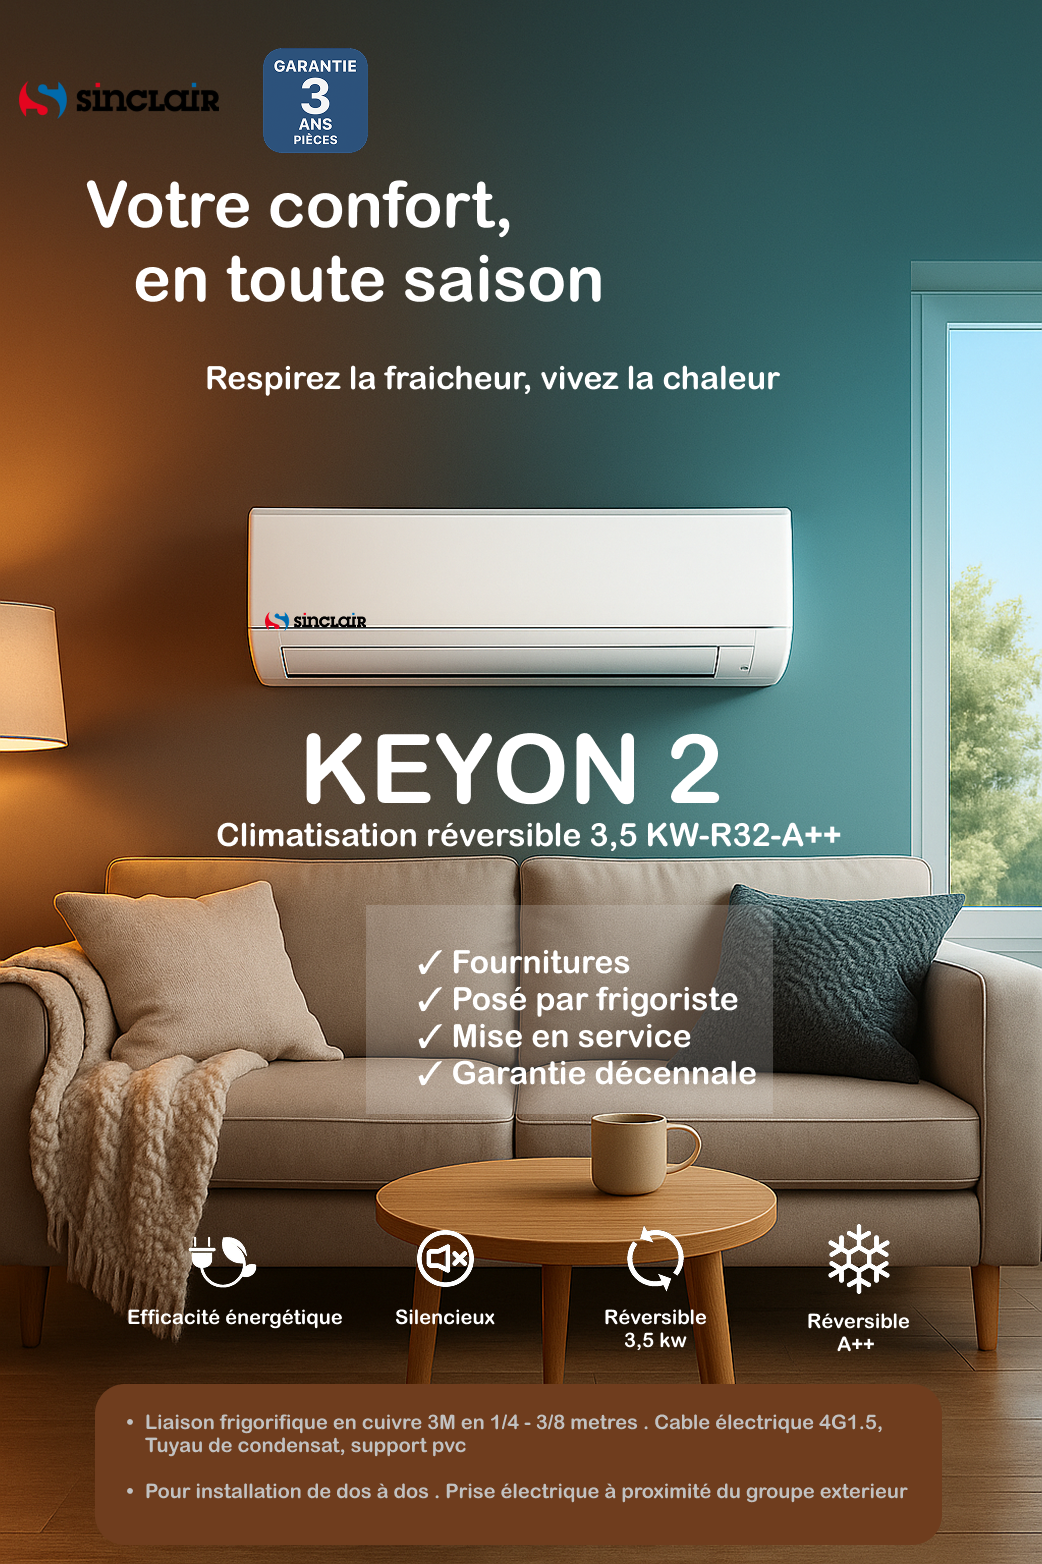 SINCLAIR
GARANTIE
3
ANS
PIÈCES
Votre confort,
en toute saison
Respirez la fraicheur, vivez la chaleur
SINCLAIR
KEYON 2
Climatisation réversible 3,5 KW-R32-A++
✓ Fournitures
✓ Posé par frigoriste
✓ Mise en service
✓ Garantie décennale
Efficacité énergétique
Silencieux
Réversible
3,5 kw
Réversible
A++
• Liaison frigorifique en cuivre 3M en 1/4 - 3/8 metres . Cable électrique 4G1.5,
Tuyau de condensat, support pvc
• Pour installation de dos à dos . Prise électrique à proximité du groupe exterieur